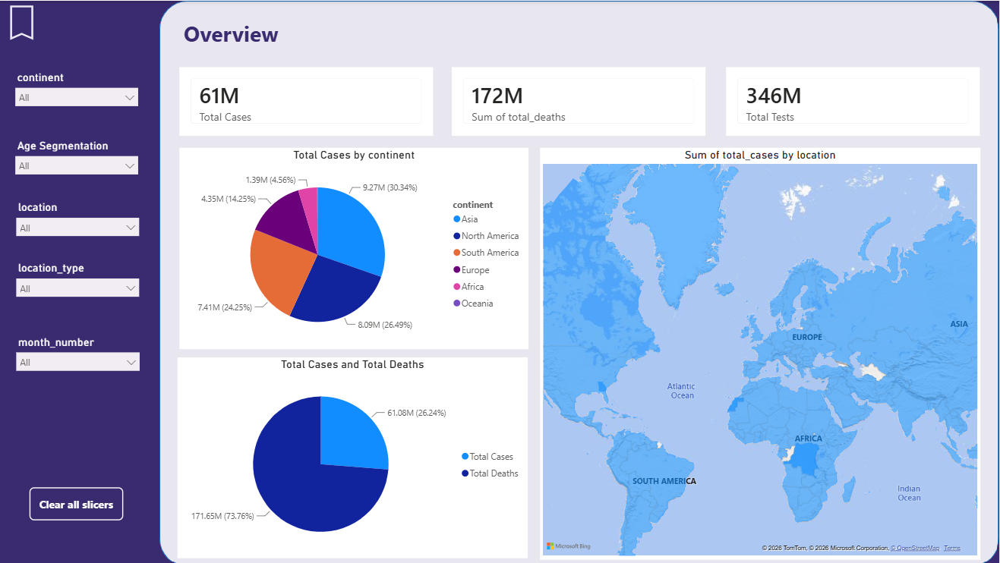 Overview
continent
All
Age Segmentation
All
location
All
location_type
All
month_number
All
Clear all slicers
61M
Total Cases
172M
Sum of total_deaths
346M
Total Tests
Total Cases by continent
1.39M (4.56%)
9.27M (30.34%)
4.35M (14.25%)
7.41M (24.25%)
8.09M (26.49%)
continent
Asia
North America
South America
Europe
Africa
Oceania
Total Cases and Total Deaths
61.08M (26.24%)
171.65M (73.76%)
Total Cases
Total Deaths
Sum of total_cases by location
ASIA
EUROPE
Atlantic
Ocean
AFRICA
SOUTH AMERICA
Indian
Ocean
Microsoft Bing
© 2026 TomTom, © 2026 Microsoft Corporation, © OpenStreetMap Terms